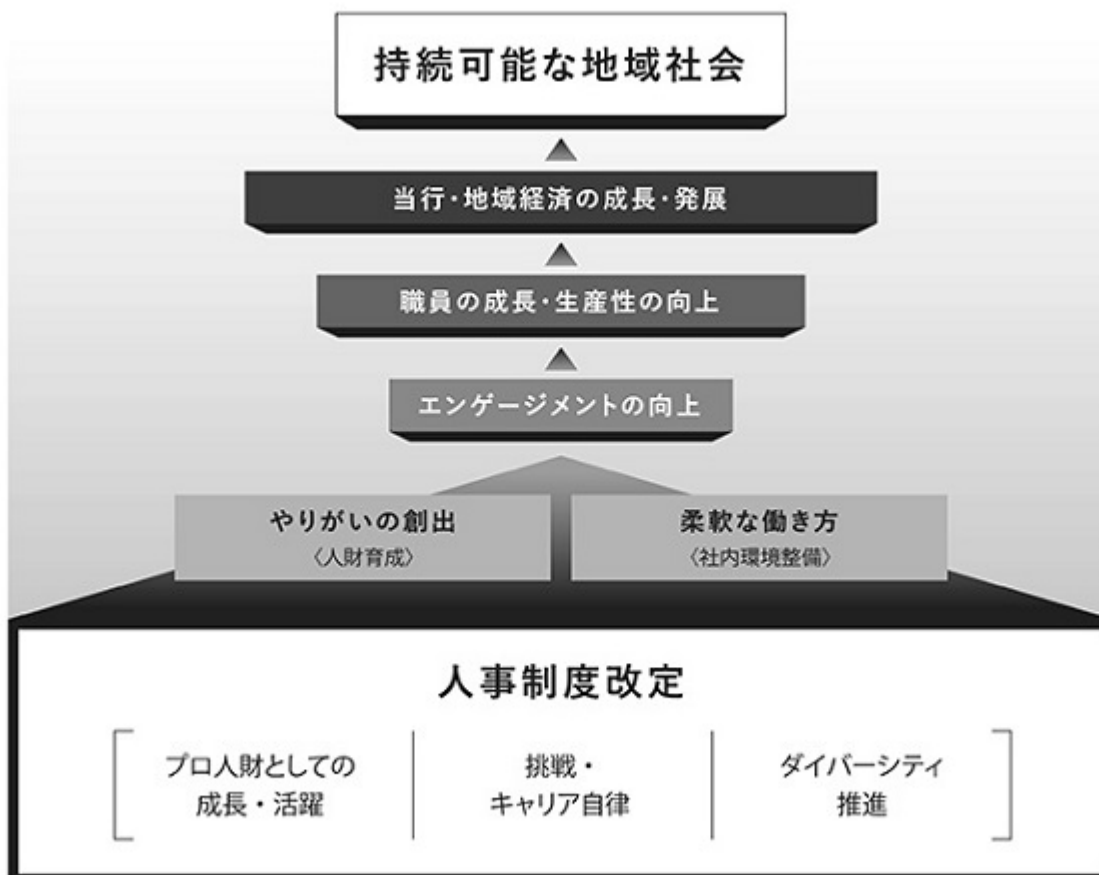 持続可能な地域社会
当行・地域経済の成長・発展
職員の成長・生産性の向上
エンゲージメントの向上
やりがいの創出
〈人財育成〉
柔軟な働き方
〈社内環境整備〉
人事制度改定
プロ人財としての
成長・活躍
挑戦・
キャリア自律
ダイバーシティ
推進